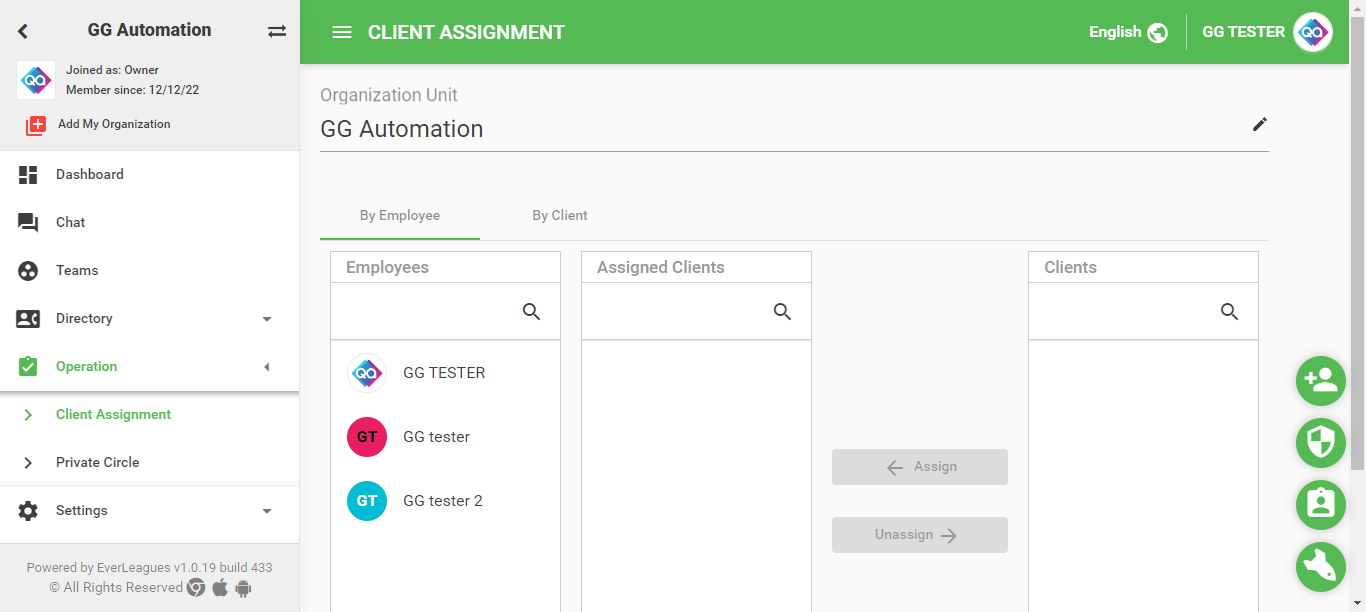 GG Automation
Joined as: Owner
Member since: 12/12/22
Add My Organization
Dashboard
Chat
Teams
Directory
Operation
Client Assignment
Private Circle
Settings
Powered by EverLeagues v1.0.19 build 433
© All Rights Reserved
CLIENT ASSIGNMENT
English
GG TESTER
Organization Unit
GG Automation
By Employee By Client
Employees Assigned Clients Clients
GG TESTER
GT GG tester
GT GG tester 2
Assign
Unassign